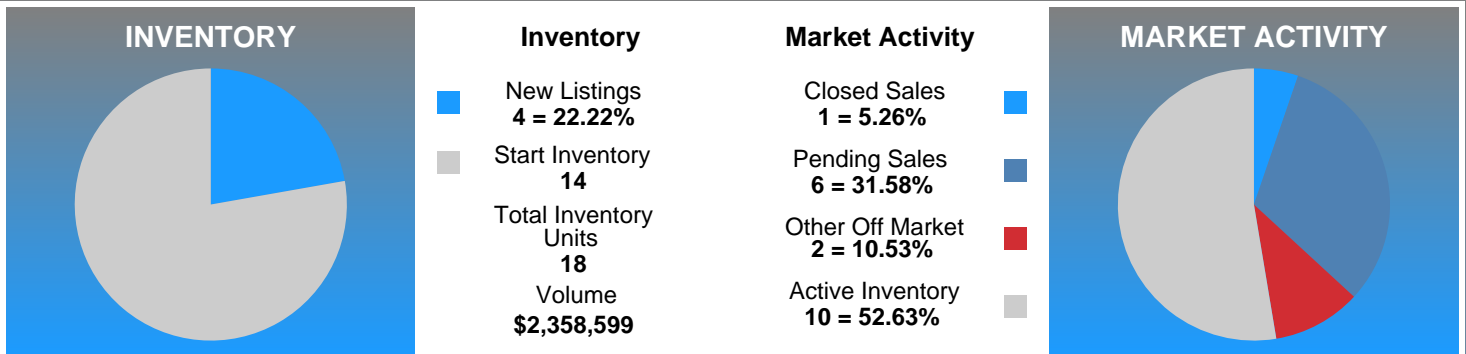 INVENTORY
Inventory
New Listings
4 = 22.22%
Start Inventory
14
Total Inventory
Units
18
Volume
$2,358,599
Market Activity
Closed Sales
1 = 5.26%
Pending Sales
6 = 31.58%
Other Off Market
2 = 10.53%
Active Inventory
10 = 52.63%
MARKET ACTIVITY